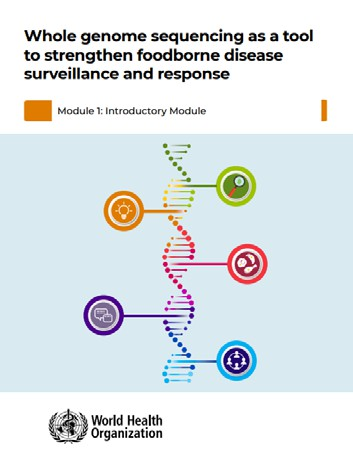 Whole genome sequencing as a tool
to strengthen foodborne disease
surveillance and response
Module 1: Introductory Module
World Health
Organization